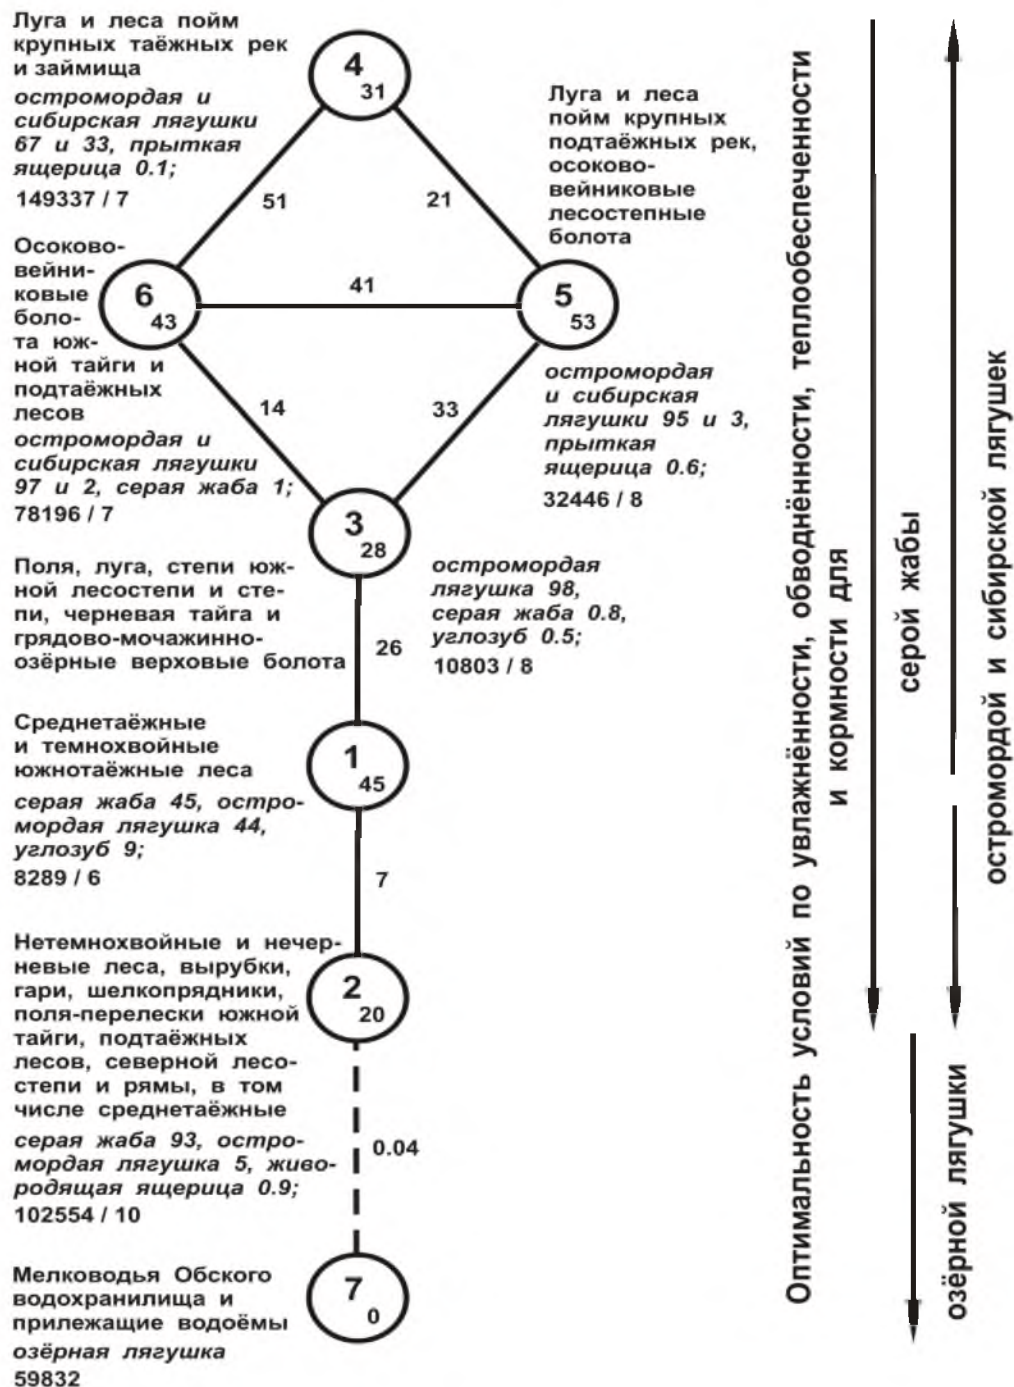 Луга и леса пойм
крупных таёжных рек
и займища
остромордая и
сибирская лягушки
67 и 33, прыткая
ящерица 0.1;
149337 / 7
4
31
Луга и леса
пойм крупных
подтаёжных рек,
осоково-
вейниковые
лесостепные
болота
51
21
Осоково-
вейни-
ковые
боло-
та юж-
ной тайги и
подтаёжных
лесов
6
43
41
5
53
остромордая и
сибирская лягушки
97 и 2, серая жаба 1;
78196 / 7
14
33
остромордая
и сибирская
лягушки 95 и 3,
прыткая
ящерица 0.6;
32446 / 8
3
28
Поля, луга, степи юж-
ной лесостепи и сте-
пи, черневая тайга и
грядово-мочажинно-
озёрные верховые болота
26
остромордая
лягушка 98,
серая жаба 0.8,
углозуб 0.5;
10803 / 8
Среднетаёжные
и темнохвойные
южнотаёжные леса
серая жаба 45, остро-
мордая лягушка 44,
углозуб 9;
8289 / 6
1
45
7
Нетемнохвойные и нечер-
невые леса, вырубки,
гари, шелкопрядники,
поля-перелески южной
тайги, подтаёжных
лесов, северной лесо-
степи и рямы, в том
числе среднетаёжные
серая жаба 93, остро-
мордая лягушка 5, живо-
родящая ящерица 0.9;
102554 / 10
2
20
0.04
Мелководья Обского
водохранилища и
прилежащие водоёмы
озёрная лягушка
59832
7
0
Оптимальность условий по увлажнённости, обводнённости, теплообеспеченности
и кормности для
серой жабы
остромордой и сибирской лягушек
озёрной лягушки